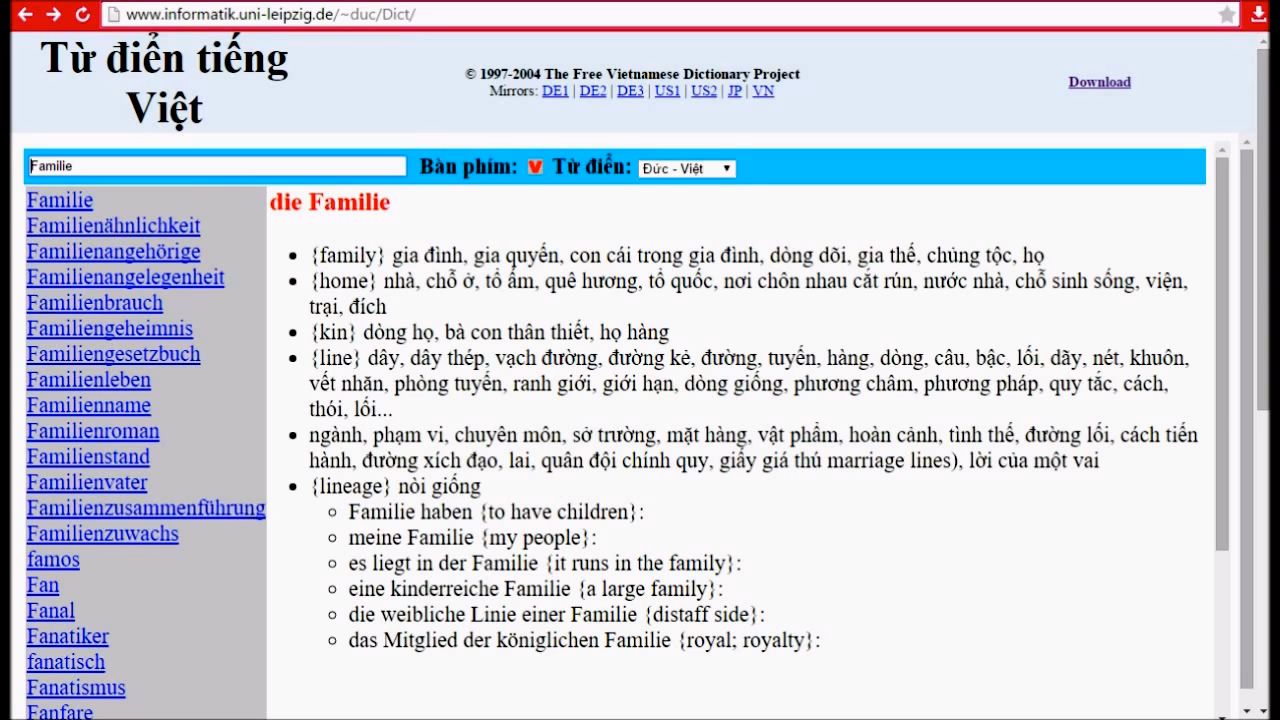 www.informatik.uni-leipzig.de/~duc/Dict/
Từ điển tiếng
Việt
© 1997-2004 The Free Vietnamese Dictionary Project
Mirrors: DE1 | DE2 | DE3 | US1 | US2 | JP | VN
Download
Familie
Bàn phím: V Từ điển: Đức - Việt
Familie
Familienähnlichkeit
Familienangehörige
Familienangelegenheit
Familienbrauch
Familiengeheimnis
Familiengesetzbuch
Familienleben
Familienname
Familienroman
Familienstand
Familienvater
Familienzusammenführung
Familienzuwachs
famos
Fan
Fanal
Fanatiker
fanatisch
Fanatismus
Fanfare
die Familie
• {family} gia đình, gia quyến, con cái trong gia đình, dòng dõi, gia thế, chủng tộc, họ
• {home} nhà, chỗ ở, tổ ấm, quê hương, tổ quốc, nơi chôn nhau cắt rún, nước nhà, chỗ sinh sống, viện,
trại, đích
• {kin} dòng họ, bà con thân thiết, họ hàng
• {line} dây, dây thép, vạch đường, đường kẻ, đường, tuyến, hàng, dòng, câu, bậc, lối, dãy, nét, khuôn,
vết nhăn, phòng tuyến, ranh giới, giới hạn, dòng giống, phương châm, phương pháp, quy tắc, cách,
thói, lối...
• ngành, phạm vi, chuyên môn, sở trường, mặt hàng, vật phẩm, hoàn cảnh, tình thế, đường lối, cách tiến
hành, đường xích đạo, lai, quân đội chính quy, giấy giá thú marriage lines), lời của một vai
• {lineage} nòi giống
◦ Familie haben {to have children}:
◦ meine Familie {my people}:
◦ es liegt in der Familie {it runs in the family}:
◦ eine kinderreiche Familie {a large family}:
◦ die weibliche Linie einer Familie {distaff side}:
◦ das Mitglied der königlichen Familie {royal; royalty}: